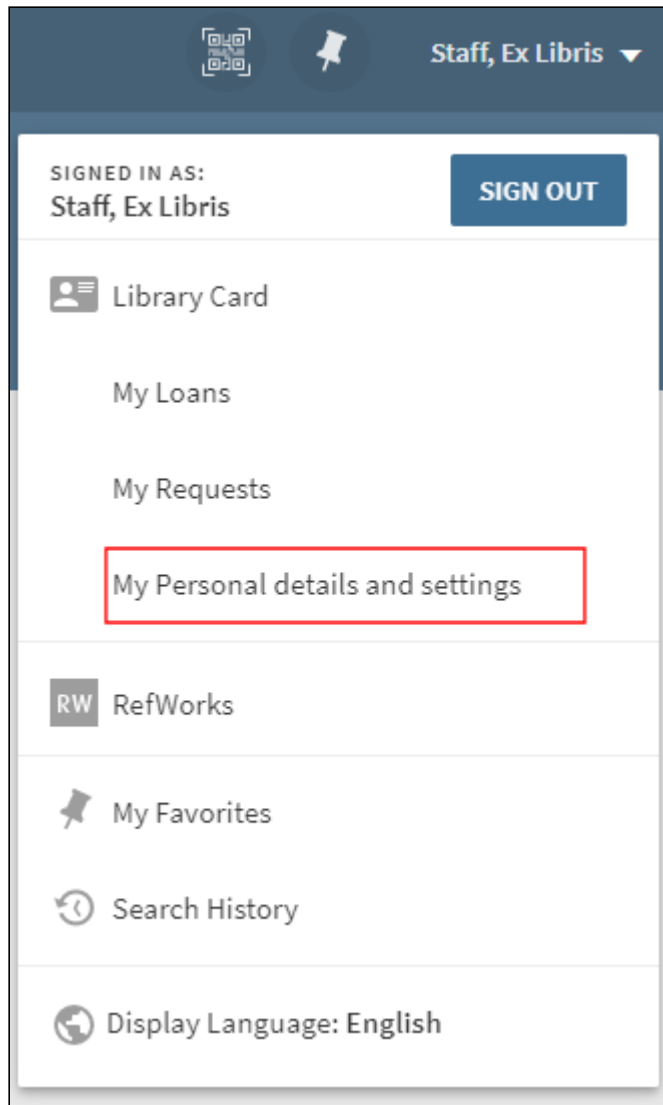 Staff, Ex Libris
SIGNED IN AS:
Staff, Ex Libris
SIGN OUT
Library Card
My Loans
My Requests
My Personal details and settings
RW RefWorks
My Favorites
Search History
Display Language: English